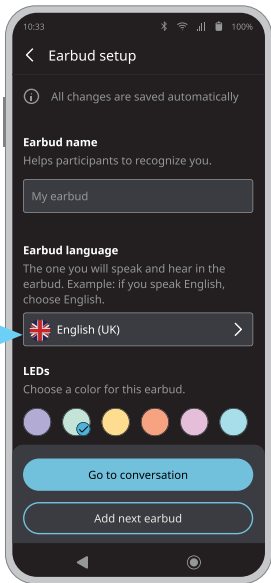 10:33 100%
Earbud setup
All changes are saved automatically
Earbud name
Helps participants to recognize you.
My earbud
Earbud language
The one you will speak and hear in the
earbud. Example: if you speak English,
choose English.
English (UK)
LEDs
Choose a color for this earbud.
Go to conversation
Add next earbud